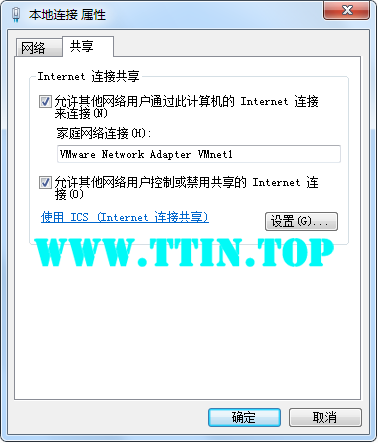 本地连接 属性
网络 共享
Internet 连接共享
允许其他网络用户通过此计算机的 Internet 连接
来连接(N)
家庭网络连接(H):
VMware Network Adapter VMnet1
允许其他网络用户控制或禁用共享的 Internet 连
接(O)
使用 ICS (Internet 连接共享)
设置(G)...
WWW.TTIN.TOP
确定 取消